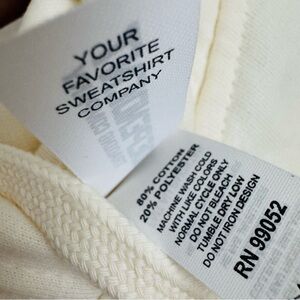 YOUR
FAVORITE
SWEATSHIRT
COMPANY
80% COTTON
20% POLYESTER
MACHINE WASH COLD
WITH LIKE COLORS
NORMAL CYCLE ONLY
DO NOT BLEACH
TUMBLE DRY LOW
DO NOT IRON DESIGN
RN 99052